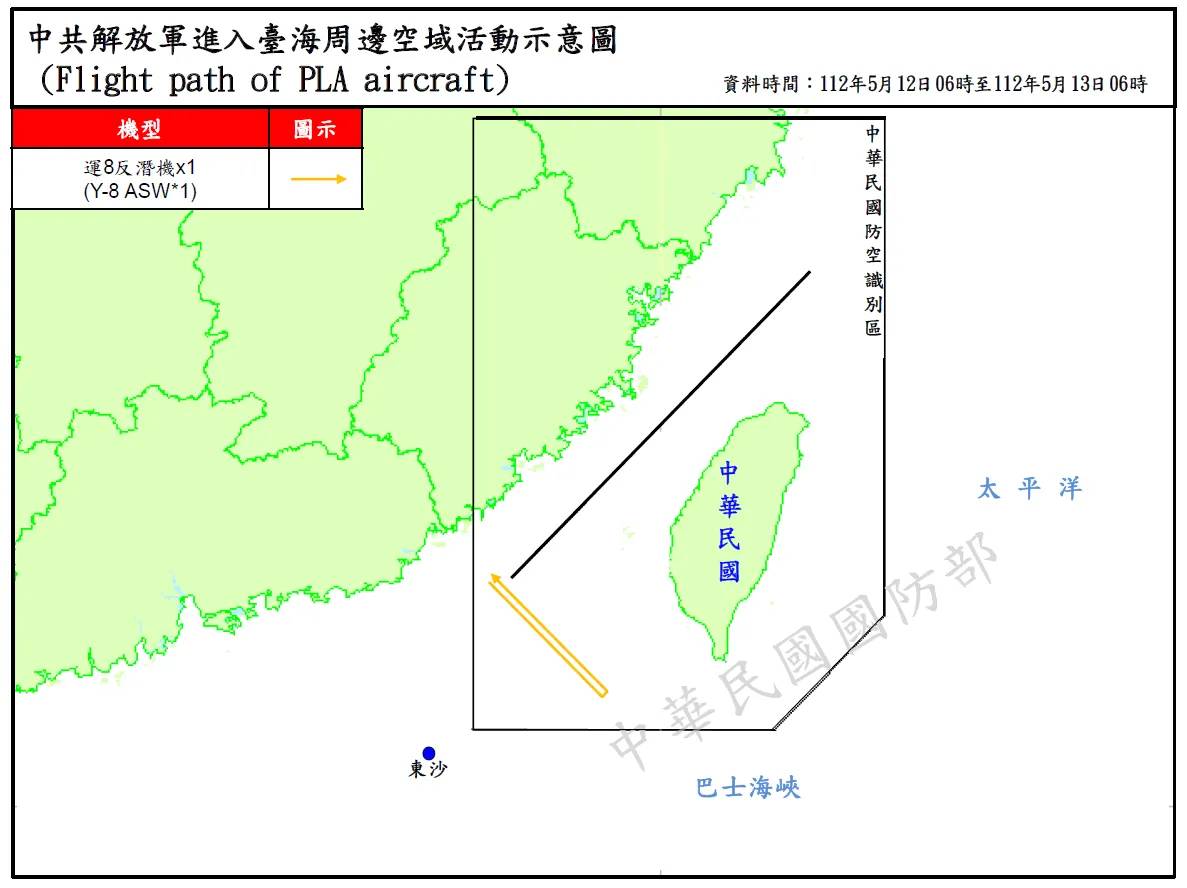 中共解放軍進入臺海周邊空域活動示意圖
(Flight path of PLA aircraft)
資料時間：112年5月12日06時至112年5月13日06時
機型
圖示
運8反潛機x1
(Y-8 ASW*1)
中華民國防空識別區
中華民國
太平洋
中華民國國防部
東沙
巴士海峽